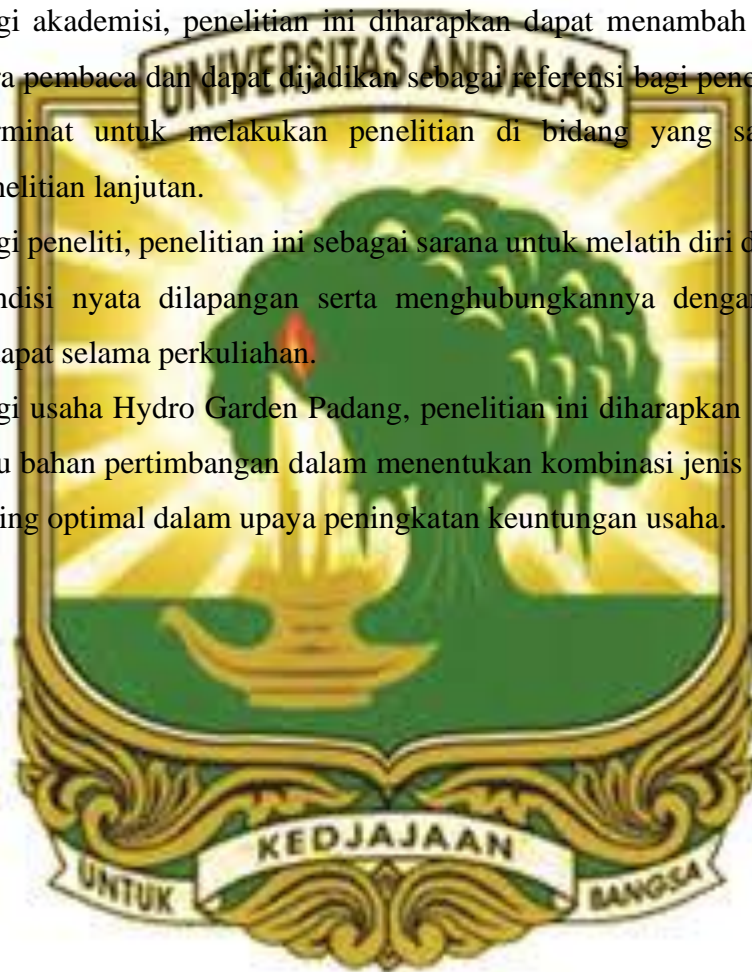 gi akademisi, penelitian ini diharapkan dapat menambah
UNIVERSITAS ANDALAS
ra pembaca dan dapat dijadikan sebagai referensi bagi pene
rminat untuk melakukan penelitian di bidang yang sa
nelitian lanjutan.
gi peneliti, penelitian ini sebagai sarana untuk melatih diri d
ndisi nyata dilapangan serta menghubungkannya dengan
apat selama perkuliahan.
gi usaha Hydro Garden Padang, penelitian ini diharapkan
u bahan pertimbangan dalam menentukan kombinasi jenis
ing optimal dalam upaya peningkatan keuntungan usaha.
UNTUK KEDJAJAAN BANGSA